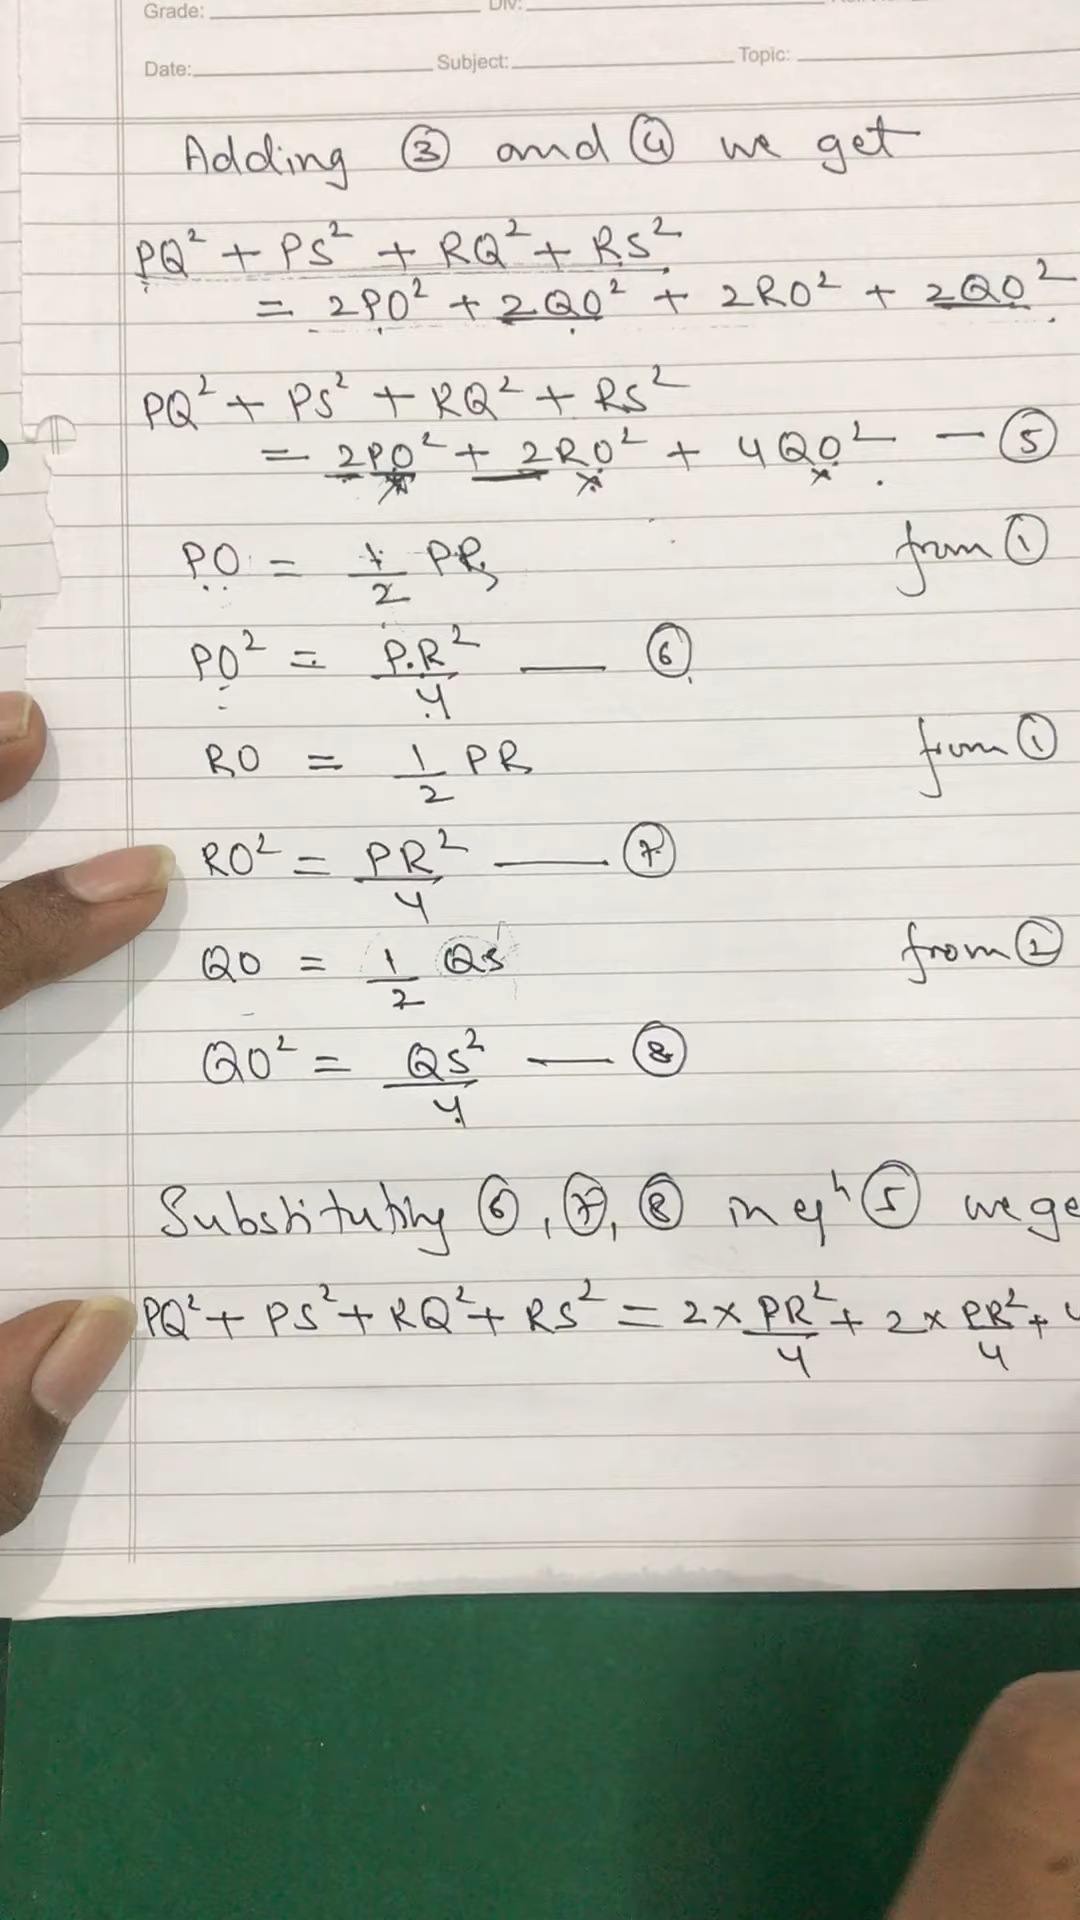 Grade: DIV:
Date: Subject: Topic:
Adding ③ and ④ we get
PQ² + PS² + RQ² + RS²
= 2PO² + 2QO² + 2RO² + 2QO²
PQ² + PS² + RQ² + RS²
= 2PO² + 2RO² + 4QO² — ⑤
PO = 1/2 PR from ①
PO² = PR²/4 — ⑥
RO = 1/2 PR from ①
RO² = PR²/4 — ⑦
QO = 1/2 QS from ②
QO² = QS²/4 — ⑧
Substituting ⑥, ⑦, ⑧ in eqⁿ ⑤ we ge
PQ² + PS² + RQ² + RS² = 2 × PR²/4 + 2 × PR²/4 +